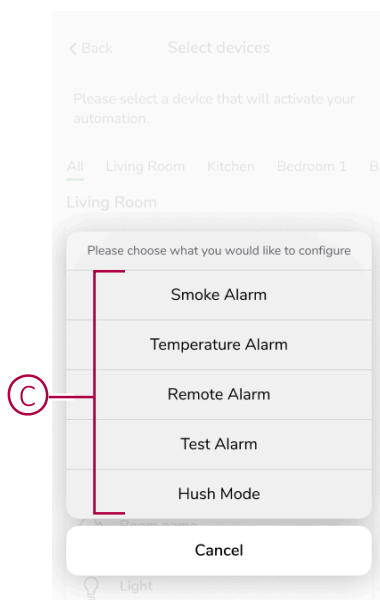 Back
Select devices
Please select a device that will activate your
automation.
All Living Room Kitchen Bedroom 1 B
Living Room
Please choose what you would like to configure
Smoke Alarm
Temperature Alarm
C
Remote Alarm
Test Alarm
Hush Mode
Room name
Cancel
Light